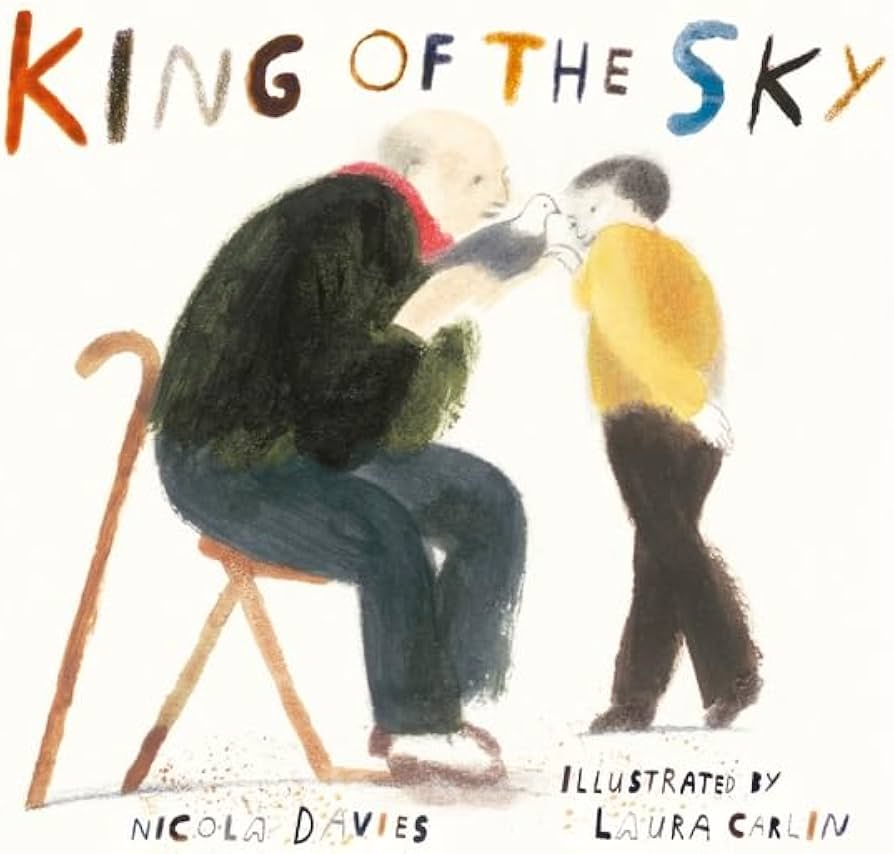 KING OF THE SKY
ILLUSTRATED BY
NICOLA DAVIES
LAURA CARLIN